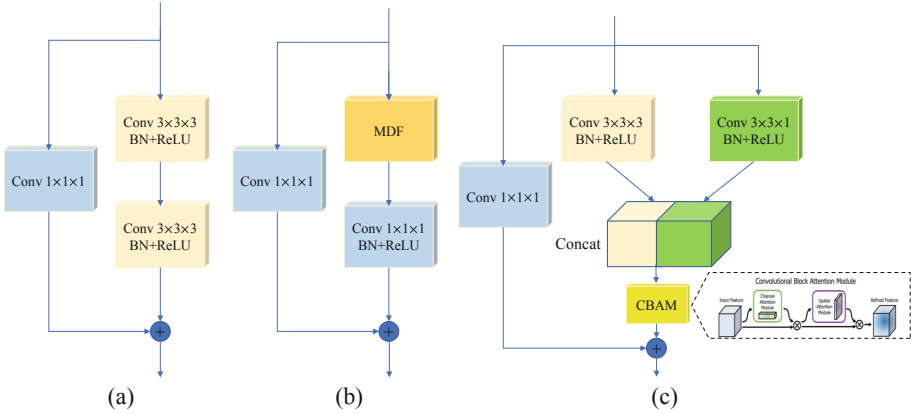 Conv 3×3×3
BN+ReLU
Conv 1×1×1
Conv 3×3×3
BN+ReLU
+
(a)
MDF
Conv 1×1×1
Conv 1×1×1
BN+ReLU
+
(b)
Conv 3×3×3
BN+ReLU
Conv 3×3×1
BN+ReLU
Conv 1×1×1
Concat
CBAM
Convolutional Block Attention Module
Input Feature
Channel
Attention
Module
Spatial
Attention
Module
Refined Feature
+
(c)